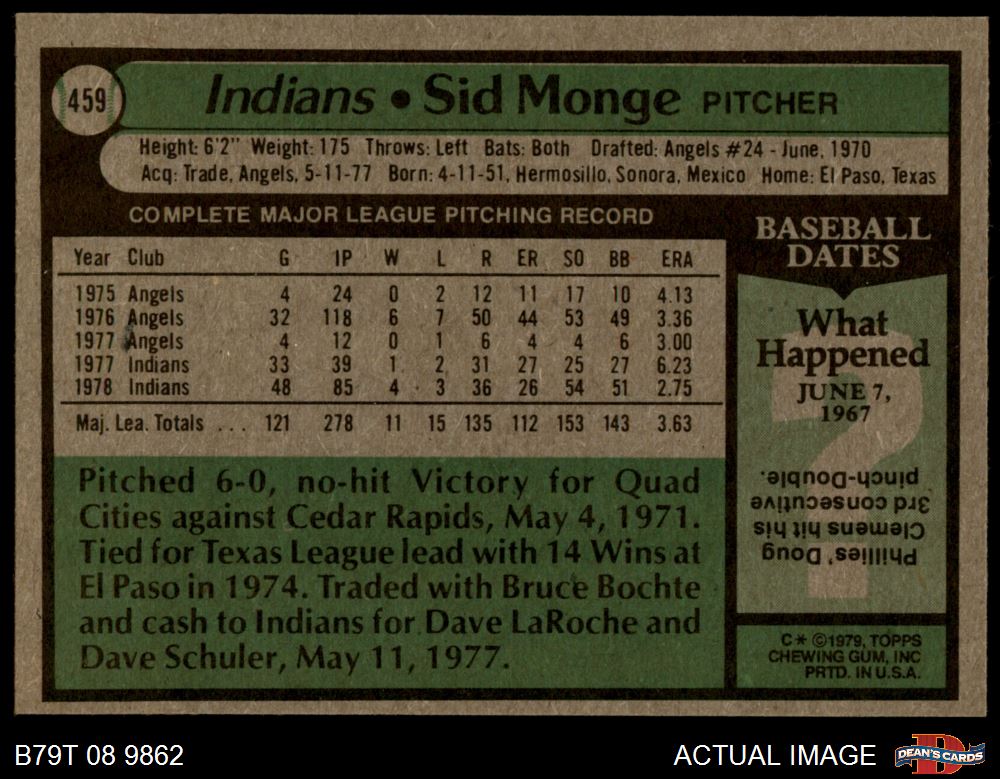 459
Indians • Sid Monge PITCHER
Height: 6'2" Weight: 175 Throws: Left Bats: Both Drafted: Angels #24 - June, 1970
Acq: Trade, Angels, 5-11-77 Born: 4-11-51, Hermosillo, Sonora, Mexico Home: El Paso, Texas
COMPLETE MAJOR LEAGUE PITCHING RECORD
Year Club G IP W L R ER SO BB ERA
1975 Angels 4 24 0 2 12 11 17 10 4.13
1976 Angels 32 118 6 7 50 44 53 49 3.36
1977 Angels 4 12 0 1 6 4 4 6 3.00
1977 Indians 33 39 1 2 31 27 25 27 6.23
1978 Indians 48 85 4 3 36 26 54 51 2.75
Maj. Lea. Totals ... 121 278 11 15 135 112 153 143 3.63
Pitched 6-0, no-hit Victory for Quad
Cities against Cedar Rapids, May 4, 1971.
Tied for Texas League lead with 14 Wins at
El Paso in 1974. Traded with Bruce Bochte
and cash to Indians for Dave LaRoche and
Dave Schuler, May 11, 1977.
BASEBALL
DATES
What
Happened
JUNE 7,
1967
Phillies' Doug
Clemens hit his
3rd consecutive
pinch-Double.
C* ©1979, TOPPS
CHEWING GUM, INC
PRTD. IN U.S.A.
B79T 08 9862
ACTUAL IMAGE
DEAN'S CARDS